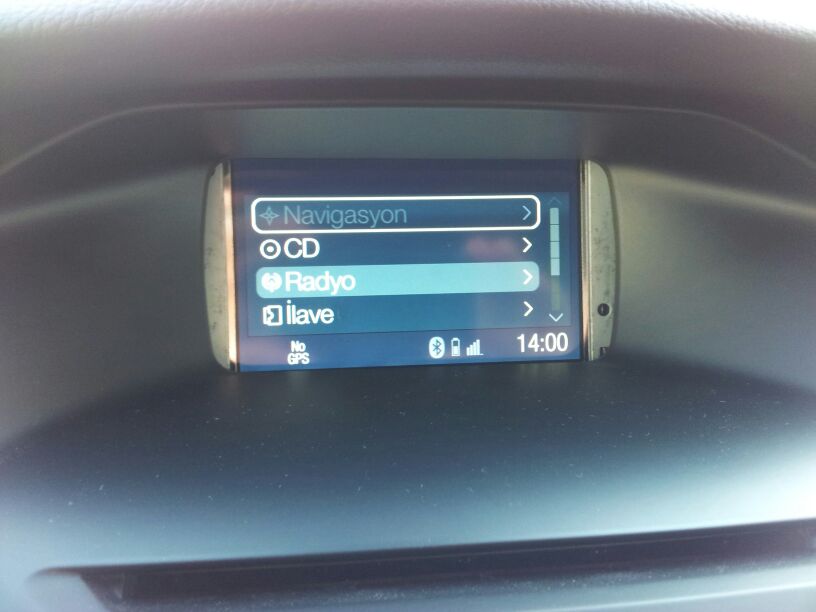 Navigasyon
CD
Radyo
İlave
No
GPS
14:00